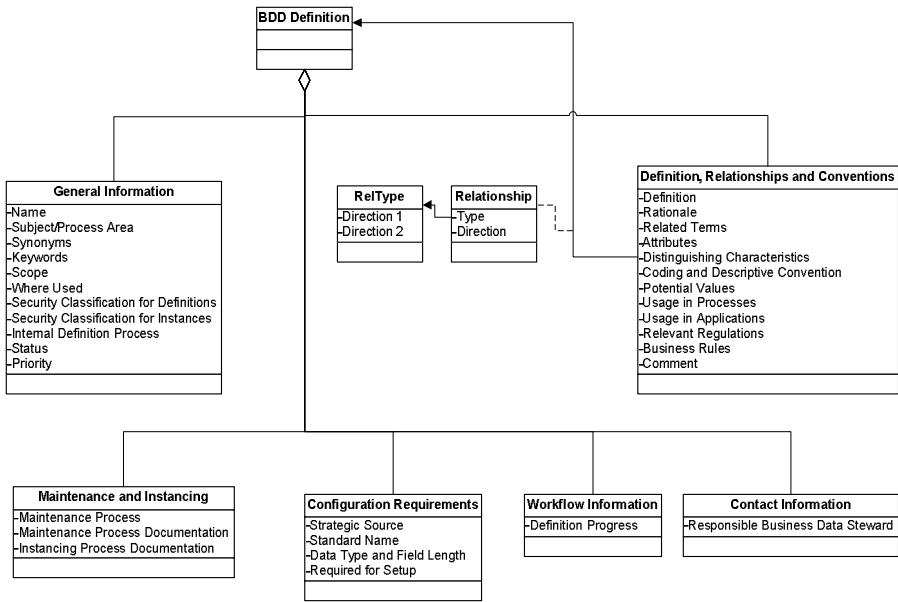 BDD Definition
General Information
-Name
-Subject/Process Area
-Synonyms
-Keywords
-Scope
-Where Used
-Security Classification for Definitions
-Security Classification for Instances
-Internal Definition Process
-Status
-Priority
RelType
-Direction 1
-Direction 2
Relationship
-Type
-Direction
Definition, Relationships and Conventions
-Definition
-Rationale
-Related Terms
-Attributes
-Distinguishing Characteristics
-Coding and Descriptive Convention
-Potential Values
-Usage in Processes
-Usage in Applications
-Relevant Regulations
-Business Rules
-Comment
Maintenance and Instancing
-Maintenance Process
-Maintenance Process Documentation
-Instancing Process Documentation
Configuration Requirements
-Strategic Source
-Standard Name
-Data Type and Field Length
-Required for Setup
Workflow Information
-Definition Progress
Contact Information
-Responsible Business Data Steward